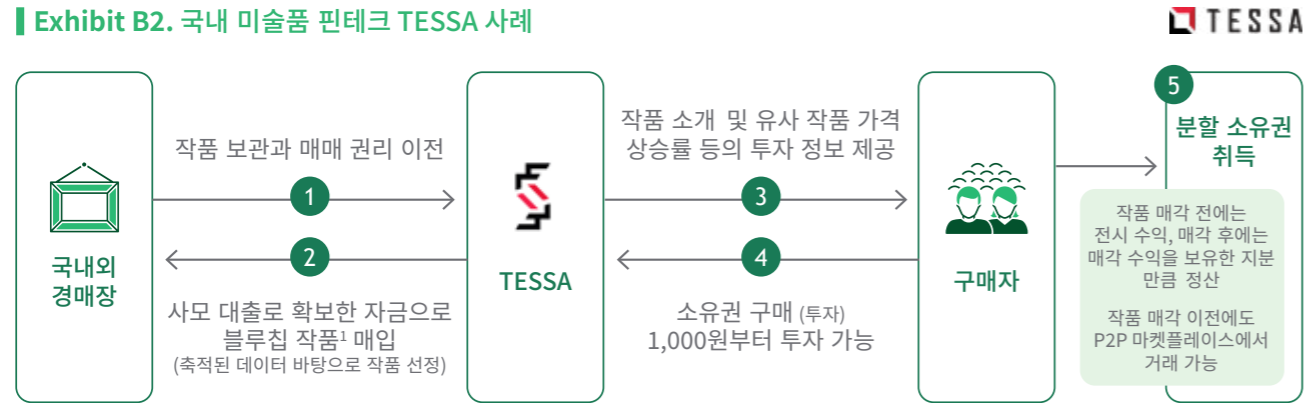 Exhibit B2. 국내 미술품 핀테크 TESSA 사례
TESSA
국내외
경매장
작품 보관과 매매 권리 이전
1
2
사모 대출로 확보한 자금으로
블루칩 작품1 매입
(축적된 데이터 바탕으로 작품 선정)
TESSA
작품 소개 및 유사 작품 가격
상승률 등의 투자 정보 제공
3
4
소유권 구매 (투자)
1,000원부터 투자 가능
구매자
5
분할 소유권
취득
작품 매각 전에는
전시 수익, 매각 후에는
매각 수익을 보유한 지분
만큼 정산
작품 매각 이전에도
P2P 마켓플레이스에서
거래 가능